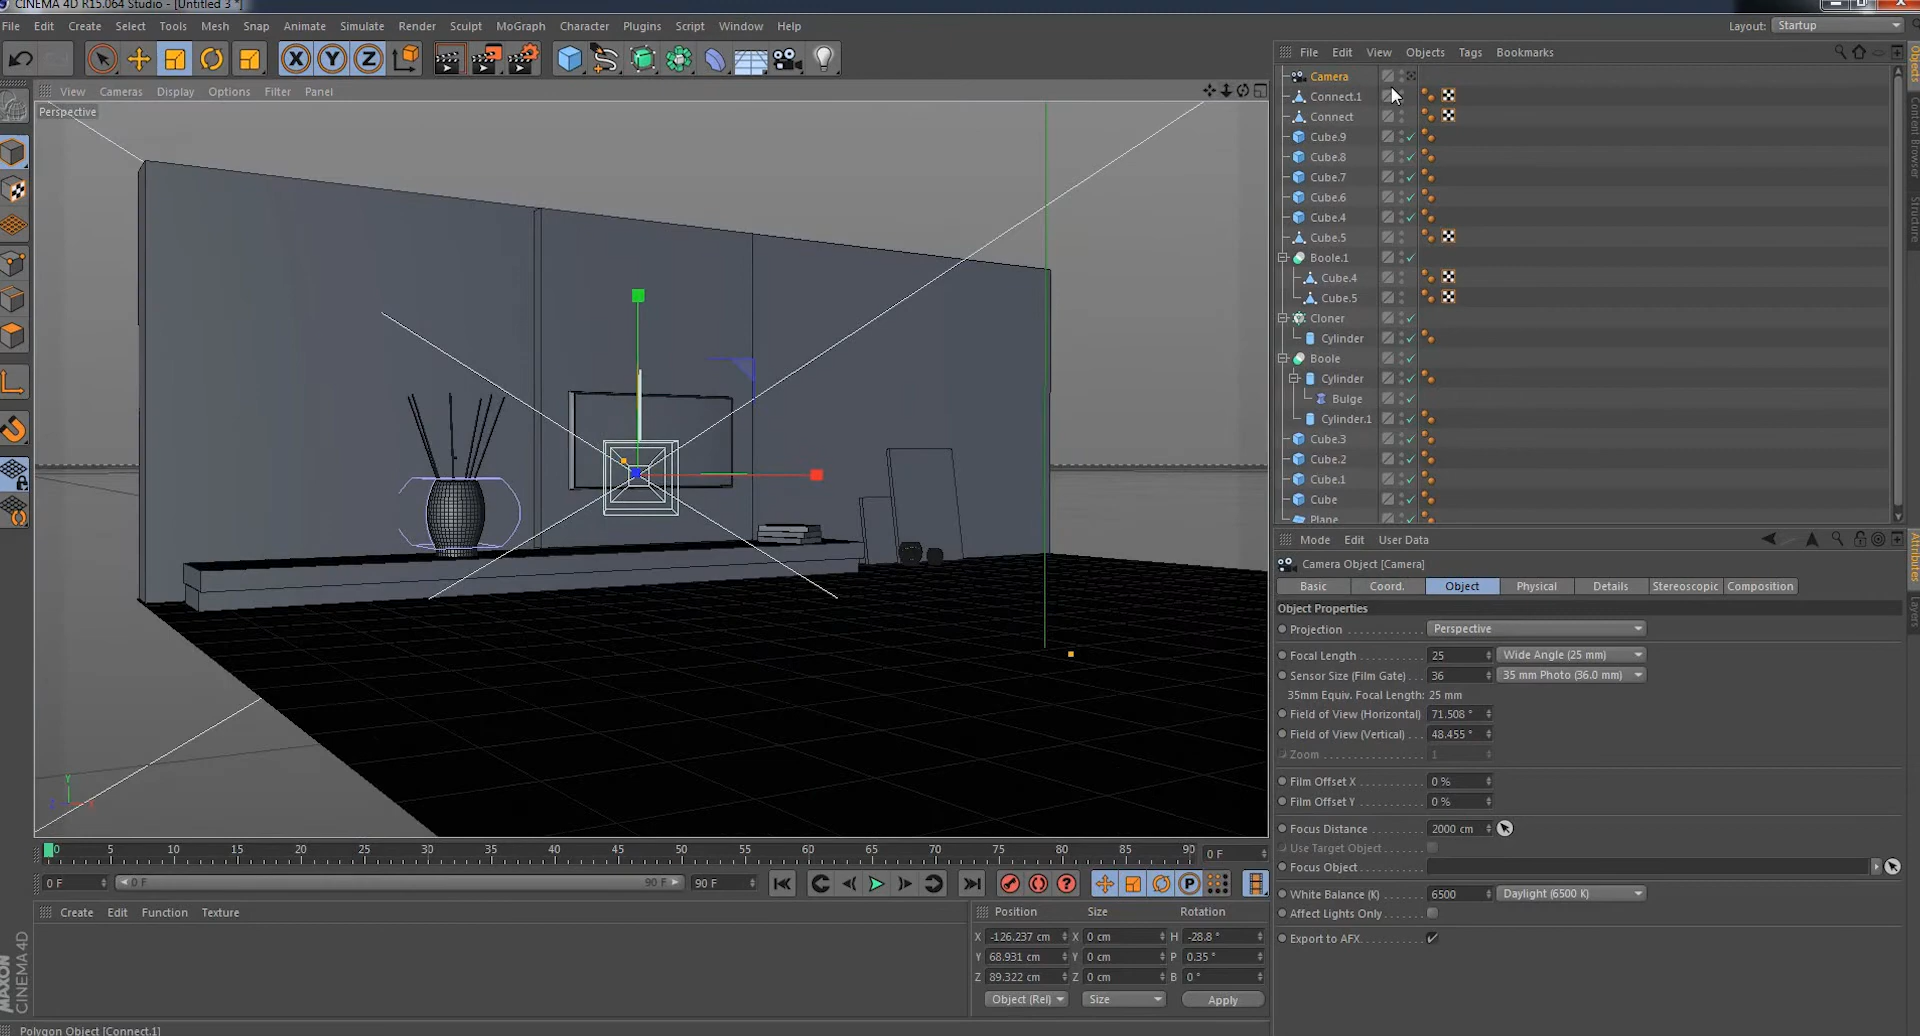 CINEMA 4D R15.064 Studio - [Untitled 3 *]
File Edit Create Select Tools Mesh Snap Animate Simulate Render Sculpt MoGraph Character Plugins Script Window Help
Layout: Startup
X Y Z
View Cameras Display Options Filter Panel
Perspective
File Edit View Objects Tags Bookmarks
Camera
Connect.1
Connect
Cube.9
Cube.8
Cube.7
Cube.6
Cube.4
Cube.5
Boole.1
Cube.4
Cube.5
Cloner
Cylinder
Boole
Cylinder
Bulge
Cylinder.1
Cube.3
Cube.2
Cube.1
Cube
Plane
Objects
Content Browser
Structure
Mode Edit User Data
Camera Object [Camera]
Basic Coord. Object Physical Details Stereoscopic Composition
Object Properties
Projection Perspective
Focal Length 25 Wide Angle (25 mm)
Sensor Size (Film Gate) 36 35 mm Photo (36.0 mm)
35mm Equiv. Focal Length: 25 mm
Field of View (Horizontal) 71.508 °
Field of View (Vertical) 48.455 °
Zoom 1
Film Offset X 0 %
Film Offset Y 0 %
Focus Distance 2000 cm
Use Target Object
Focus Object
White Balance (K) 6500 Daylight (6500 K)
Affect Lights Only
Export to AFX
Attributes
Layers
Y
Z X
0 5 10 15 20 25 30 35 40 45 50 55 60 65 70 75 80 85 90 0 F
0 F 0 F 90 F 90 F
? P
Create Edit Function Texture
Position Size Rotation
X -126.237 cm X 0 cm H -28.8 °
Y 68.931 cm Y 0 cm P 0.35 °
Z 89.322 cm Z 0 cm B 0 °
Object (Rel) Size Apply
MAXON
CINEMA 4D
Polygon Object [Connect.1]